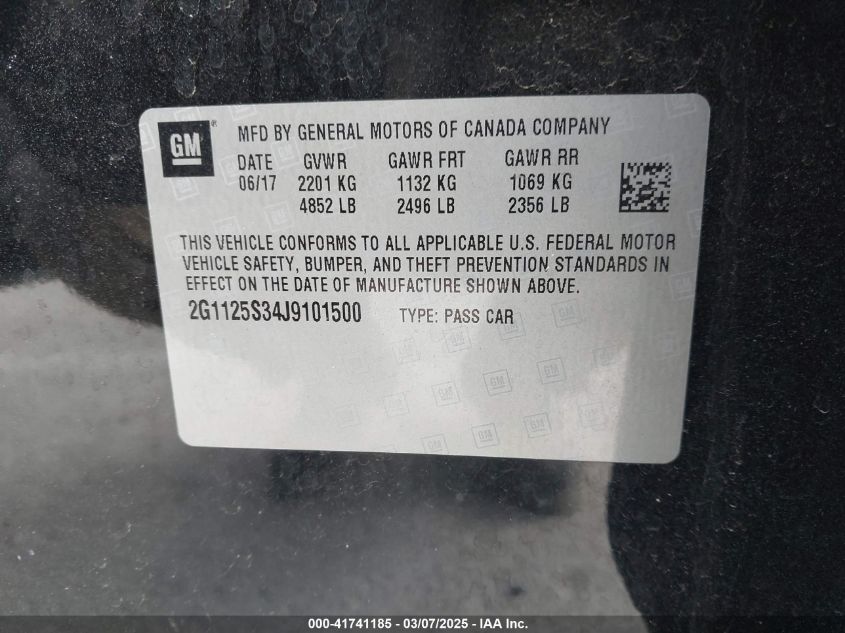 GM®
MFD BY GENERAL MOTORS OF CANADA COMPANY
DATE GVWR GAWR FRT GAWR RR
06/17 2201 KG 1132 KG 1069 KG
4852 LB 2496 LB 2356 LB
THIS VEHICLE CONFORMS TO ALL APPLICABLE U.S. FEDERAL MOTOR
VEHICLE SAFETY, BUMPER, AND THEFT PREVENTION STANDARDS IN
EFFECT ON THE DATE OF MANUFACTURE SHOWN ABOVE.
2G1125S34J9101500 TYPE: PASS CAR
000-41741185 - 03/07/2025 - IAA Inc.